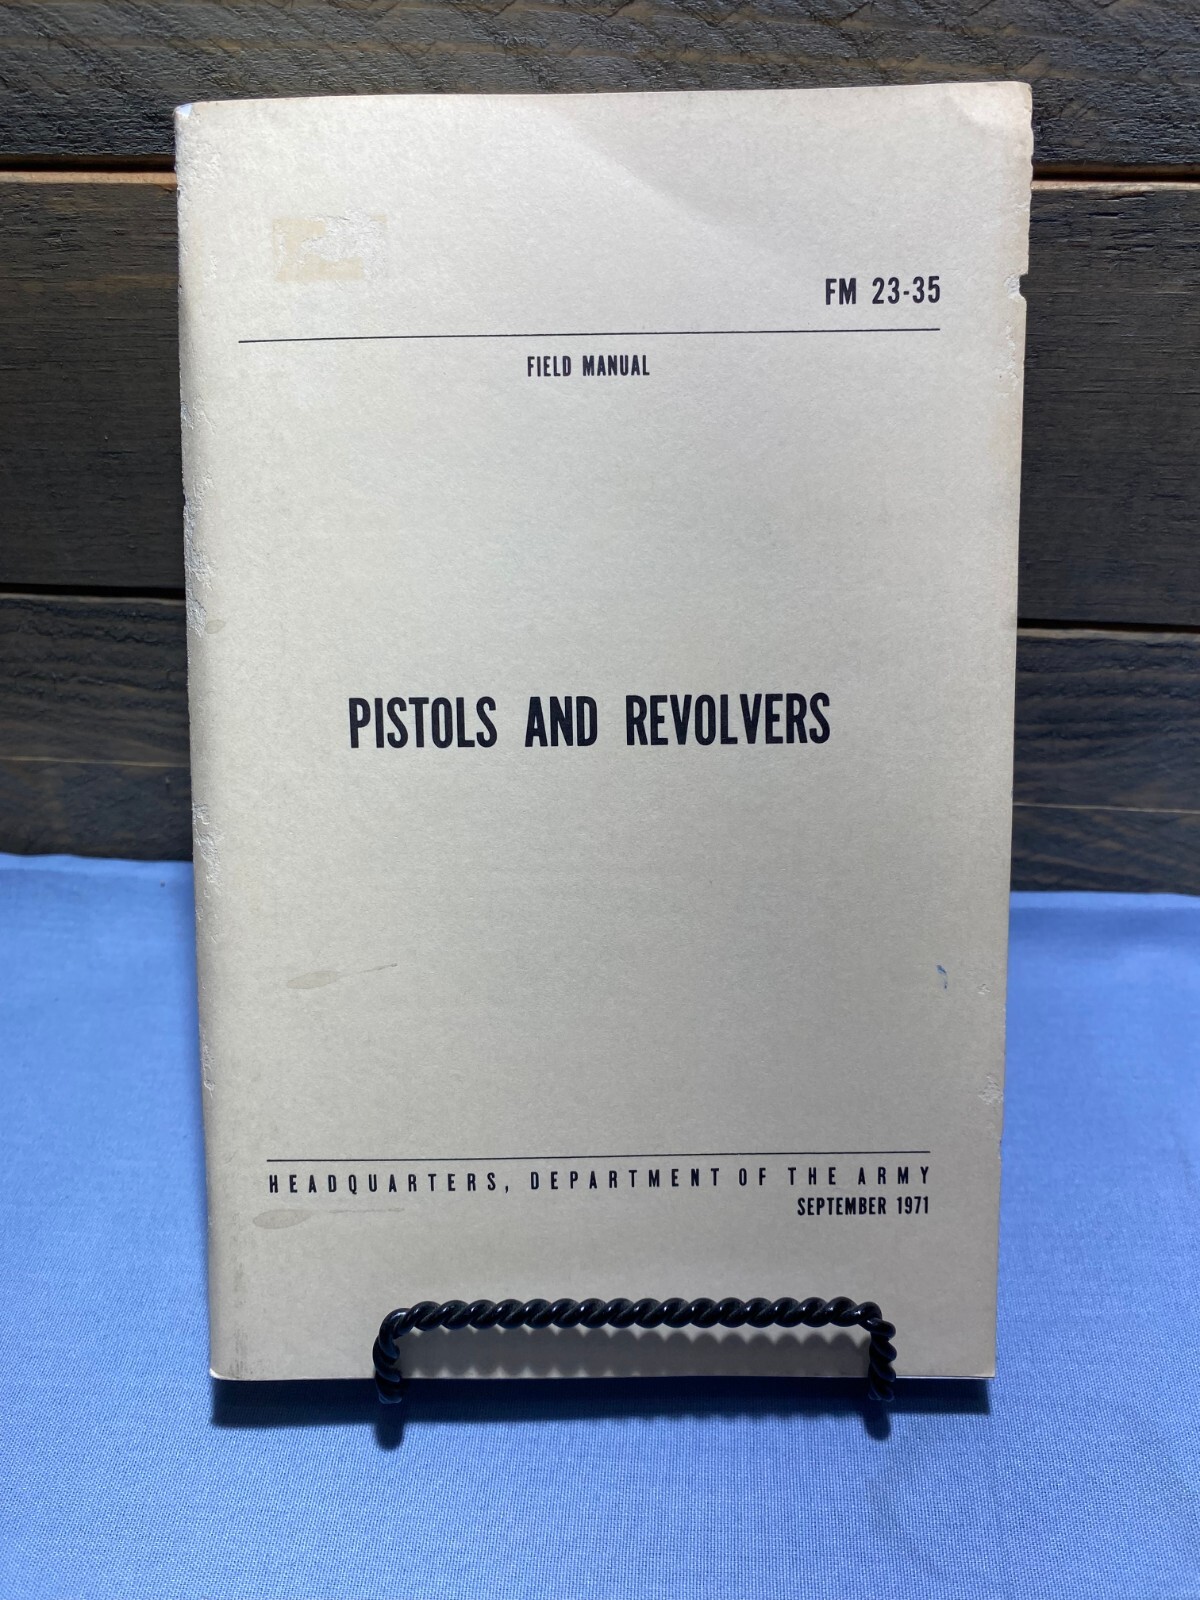 FM 23-35
FIELD MANUAL
PISTOLS AND REVOLVERS
HEADQUARTERS, DEPARTMENT OF THE ARMY
SEPTEMBER 1971